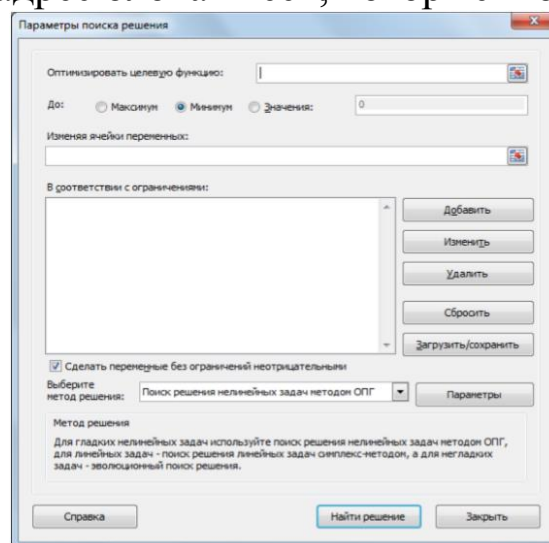 Параметры поиска решения
Оптимизировать целевую функцию:
До: Максимум Минимум Значения: 0
Изменяя ячейки переменных:
В соответствии с ограничениями:
Добавить
Изменить
Удалить
Сбросить
Загрузить/сохранить
Сделать переменные без ограничений неотрицательными
Выберите
метод решения: Поиск решения нелинейных задач методом ОПГ Параметры
Метод решения
Для гладких нелинейных задач используйте поиск решения нелинейных задач методом ОПГ,
для линейных задач - поиск решения линейных задач симплекс-методом, а для негладких
задач - эволюционный поиск решения.
Справка Найти решение Закрыть